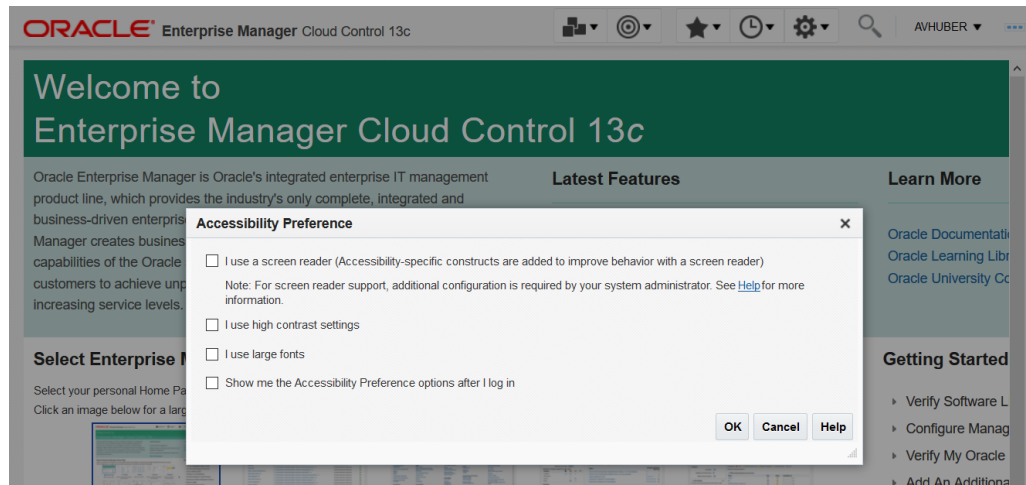 ORACLE Enterprise Manager Cloud Control 13c
AVHUBER
Welcome to
Enterprise Manager Cloud Control 13c
Oracle Enterprise Manager is Oracle's integrated enterprise IT management
product line, which provides the industry's only complete, integrated and
business-driven enterpris
Manager creates busines
capabilities of the Oracle
customers to achieve unp
increasing service levels.
Latest Features
Learn More
Oracle Documentati
Oracle Learning Libr
Oracle University Co
Accessibility Preference
I use a screen reader (Accessibility-specific constructs are added to improve behavior with a screen reader)
Note: For screen reader support, additional configuration is required by your system administrator. See Help for more
information.
I use high contrast settings
I use large fonts
Show me the Accessibility Preference options after I log in
OK Cancel Help
Select Enterprise M
Select your personal Home Pa
Click an image below for a larg
Getting Started
Verify Software L
Configure Manag
Verify My Oracle
Add An Additiona